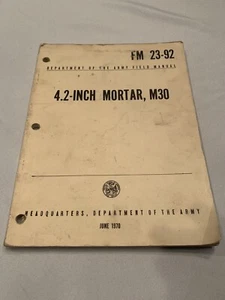 FM 23-92
DEPARTMENT OF THE ARMY FIELD MANUAL
4.2-INCH MORTAR, M30
HEADQUARTERS, DEPARTMENT OF THE ARMY
JUNE 1970